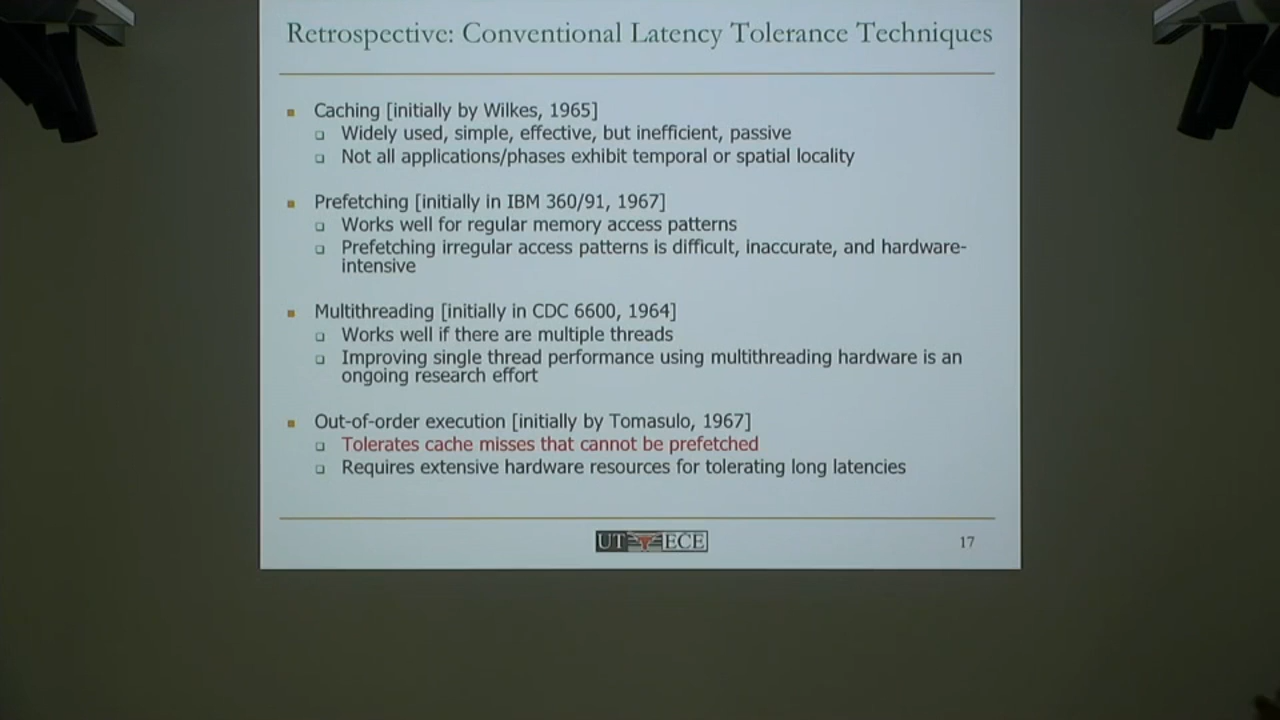 Retrospective: Conventional Latency Tolerance Techniques
Caching [initially by Wilkes, 1965]
Widely used, simple, effective, but inefficient, passive
Not all applications/phases exhibit temporal or spatial locality
Prefetching [initially in IBM 360/91, 1967]
Works well for regular memory access patterns
Prefetching irregular access patterns is difficult, inaccurate, and hardware-
intensive
Multithreading [initially in CDC 6600, 1964]
Works well if there are multiple threads
Improving single thread performance using multithreading hardware is an
ongoing research effort
Out-of-order execution [initially by Tomasulo, 1967]
Tolerates cache misses that cannot be prefetched
Requires extensive hardware resources for tolerating long latencies
UT ECE
17